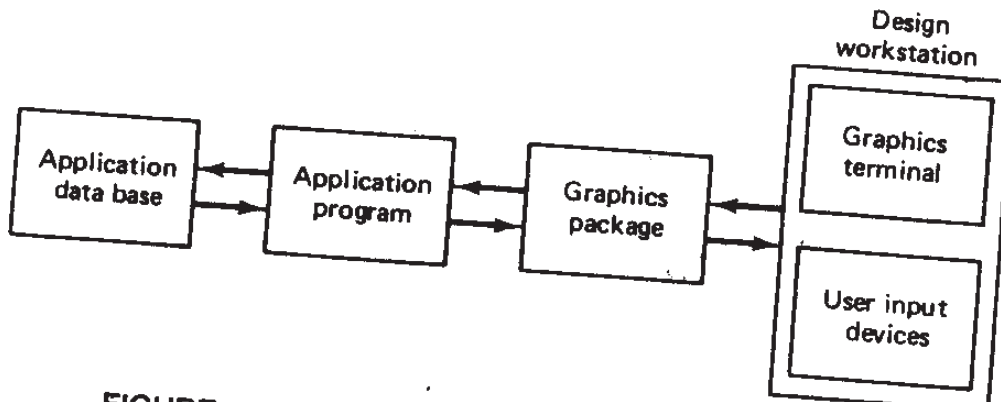 Design
workstation
Application
data base
Application
program
Graphics
package
Graphics
terminal
User input
devices
FIGURE